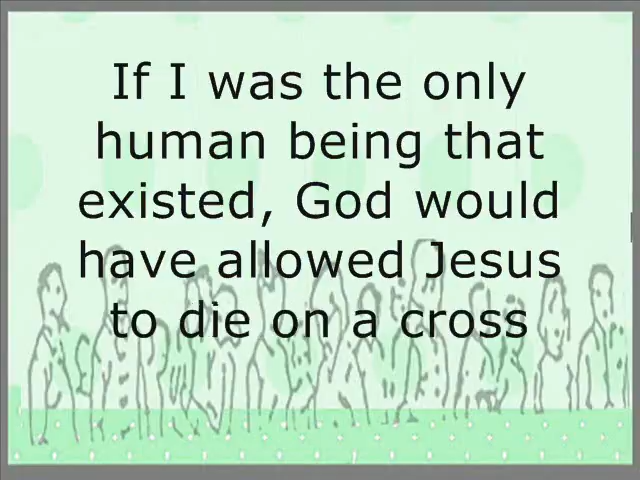 If I was the only
human being that
existed, God would
have allowed Jesus
to die on a cross